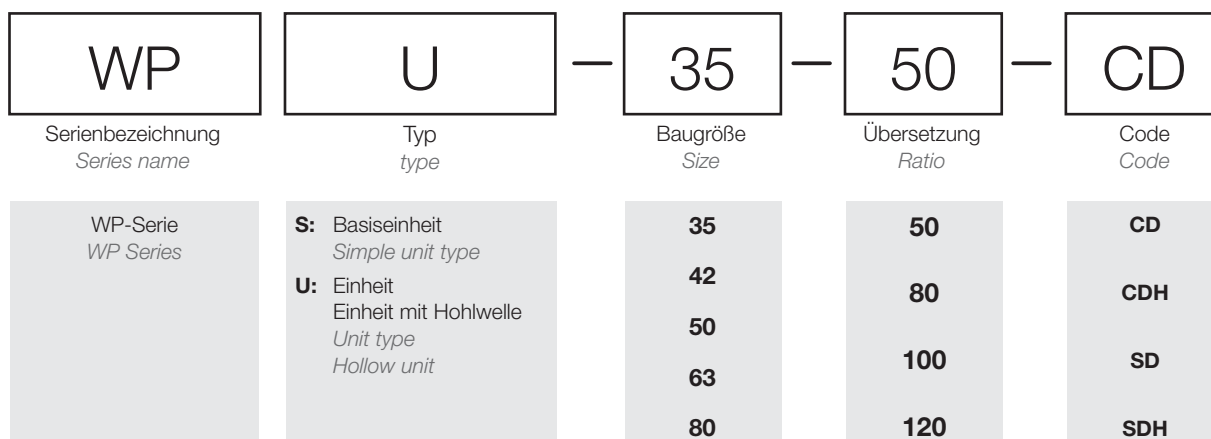 WP U — 35 — 50 — CD
Serienbezeichnung
Series name
Typ
type
Baugröße
Size
Übersetzung
Ratio
Code
Code
WP-Serie
WP Series
S: Basiseinheit
Simple unit type
U: Einheit
Einheit mit Hohlwelle
Unit type
Hollow unit
35
42
50
63
80
50
80
100
120
CD
CDH
SD
SDH